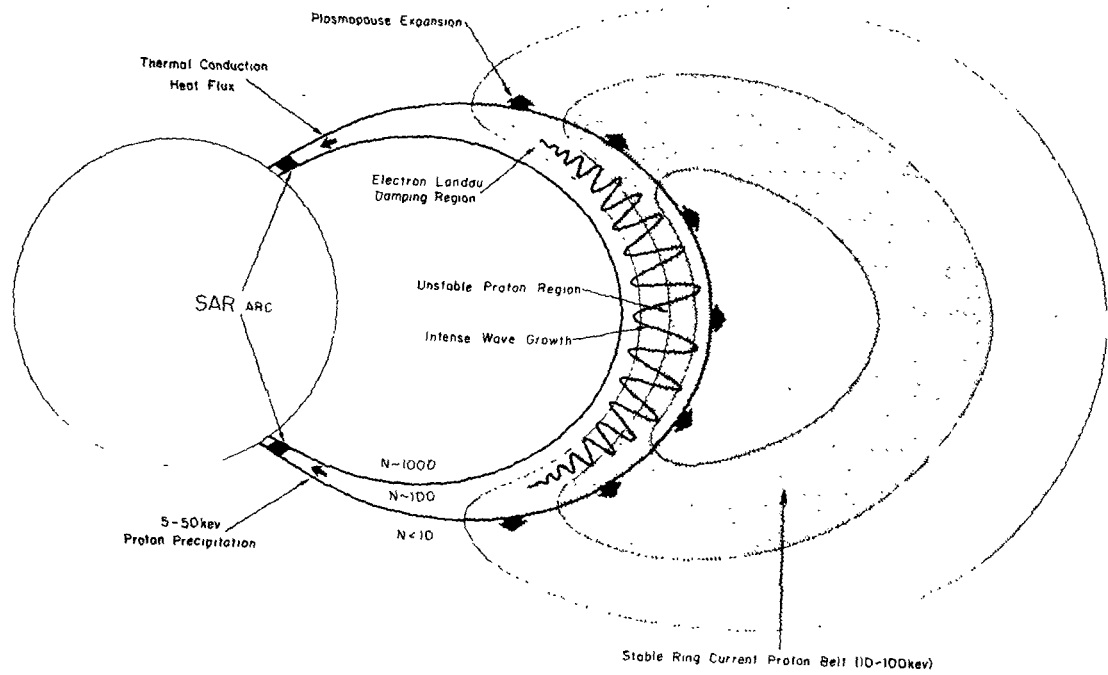 Plasmapause Expansion
Thermal Conduction
Heat Flux
Electron Landau
Damping Region
Unstable Proton Region
SAR ARC
Intense Wave Growth
N~1000
N~100
N<10
5-50kev
Proton Precipitation
Stable Ring Current Proton Belt (10-100kev)